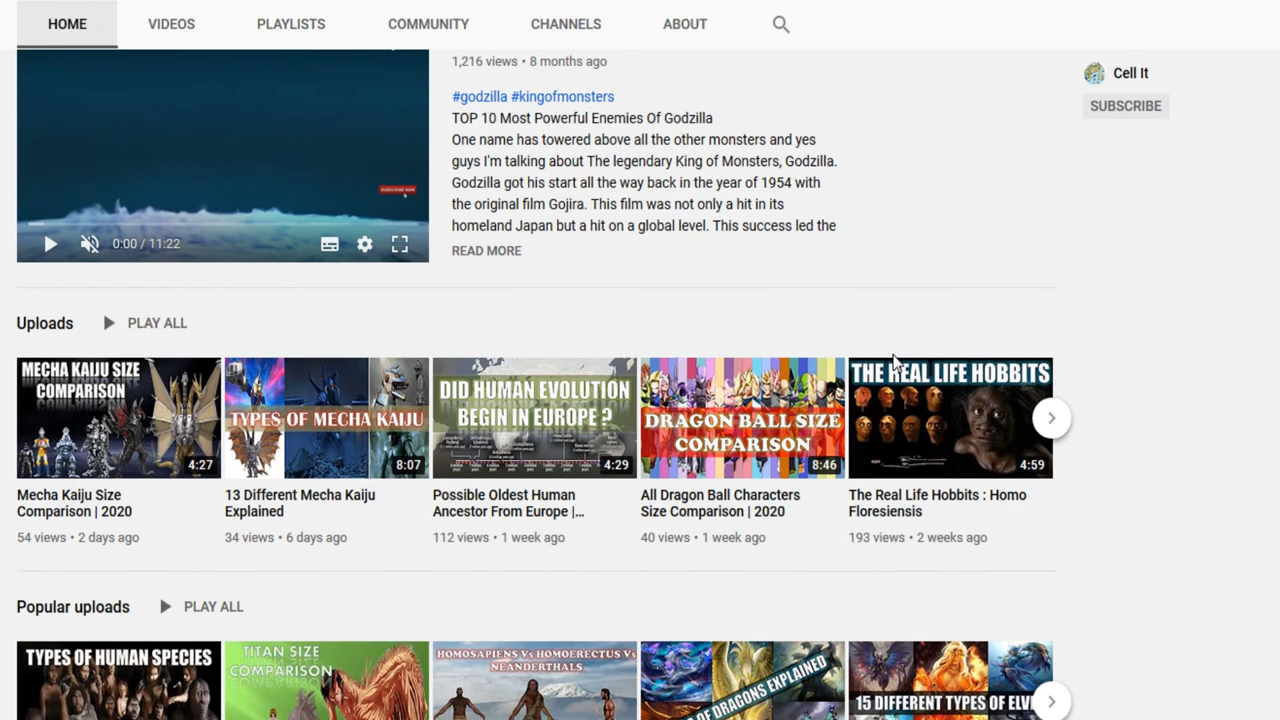 HOME VIDEOS PLAYLISTS COMMUNITY CHANNELS ABOUT
1,216 views • 8 months ago
#godzilla #kingofmonsters
TOP 10 Most Powerful Enemies Of Godzilla
One name has towered above all the other monsters and yes
guys I'm talking about The legendary King of Monsters, Godzilla.
Godzilla got his start all the way back in the year of 1954 with
the original film Gojira. This film was not only a hit in its
homeland Japan but a hit on a global level. This success led the
READ MORE
SUBSCRIBE NOW
0:00 / 11:22
Cell It
SUBSCRIBE
Uploads PLAY ALL
MECHA KAIJU SIZE
COMPARISON
4:27
Mecha Kaiju Size
Comparison | 2020
54 views • 2 days ago
TYPES OF MECHA KAIJU
8:07
13 Different Mecha Kaiju
Explained
34 views • 6 days ago
DID HUMAN EVOLUTION
BEGIN IN EUROPE ?
4:29
Possible Oldest Human
Ancestor From Europe |...
112 views • 1 week ago
DRAGON BALL SIZE
COMPARISON
8:46
All Dragon Ball Characters
Size Comparison | 2020
40 views • 1 week ago
THE REAL LIFE HOBBITS
4:59
The Real Life Hobbits : Homo
Floresiensis
193 views • 2 weeks ago
Popular uploads PLAY ALL
TYPES OF HUMAN SPECIES
TITAN SIZE
COMPARISON
HOMOSAPIENS Vs HOMOERECTUS Vs
NEANDERTHALS
OF DRAGONS EXPLAINED
15 DIFFERENT TYPES OF ELV